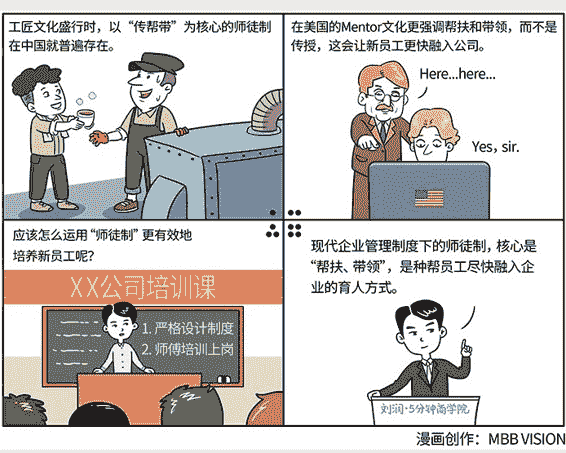 工匠文化盛行时，以“传帮带”为核心的师徒制
在中国就普遍存在。
在美国的Mentor文化更强调帮扶和带领，而不是
传授，这会让新员工更快融入公司。
Here...here...
Yes, sir.
应该怎么运用“师徒制”更有效地
培养新员工呢？
XX公司培训课
1. 严格设计制度
2. 师傅培训上岗
现代企业管理制度下的师徒制，核心是
“帮扶、带领”，是种帮员工尽快融入企
业的育人方式。
刘润·5分钟商学院
漫画创作：MBB VISION